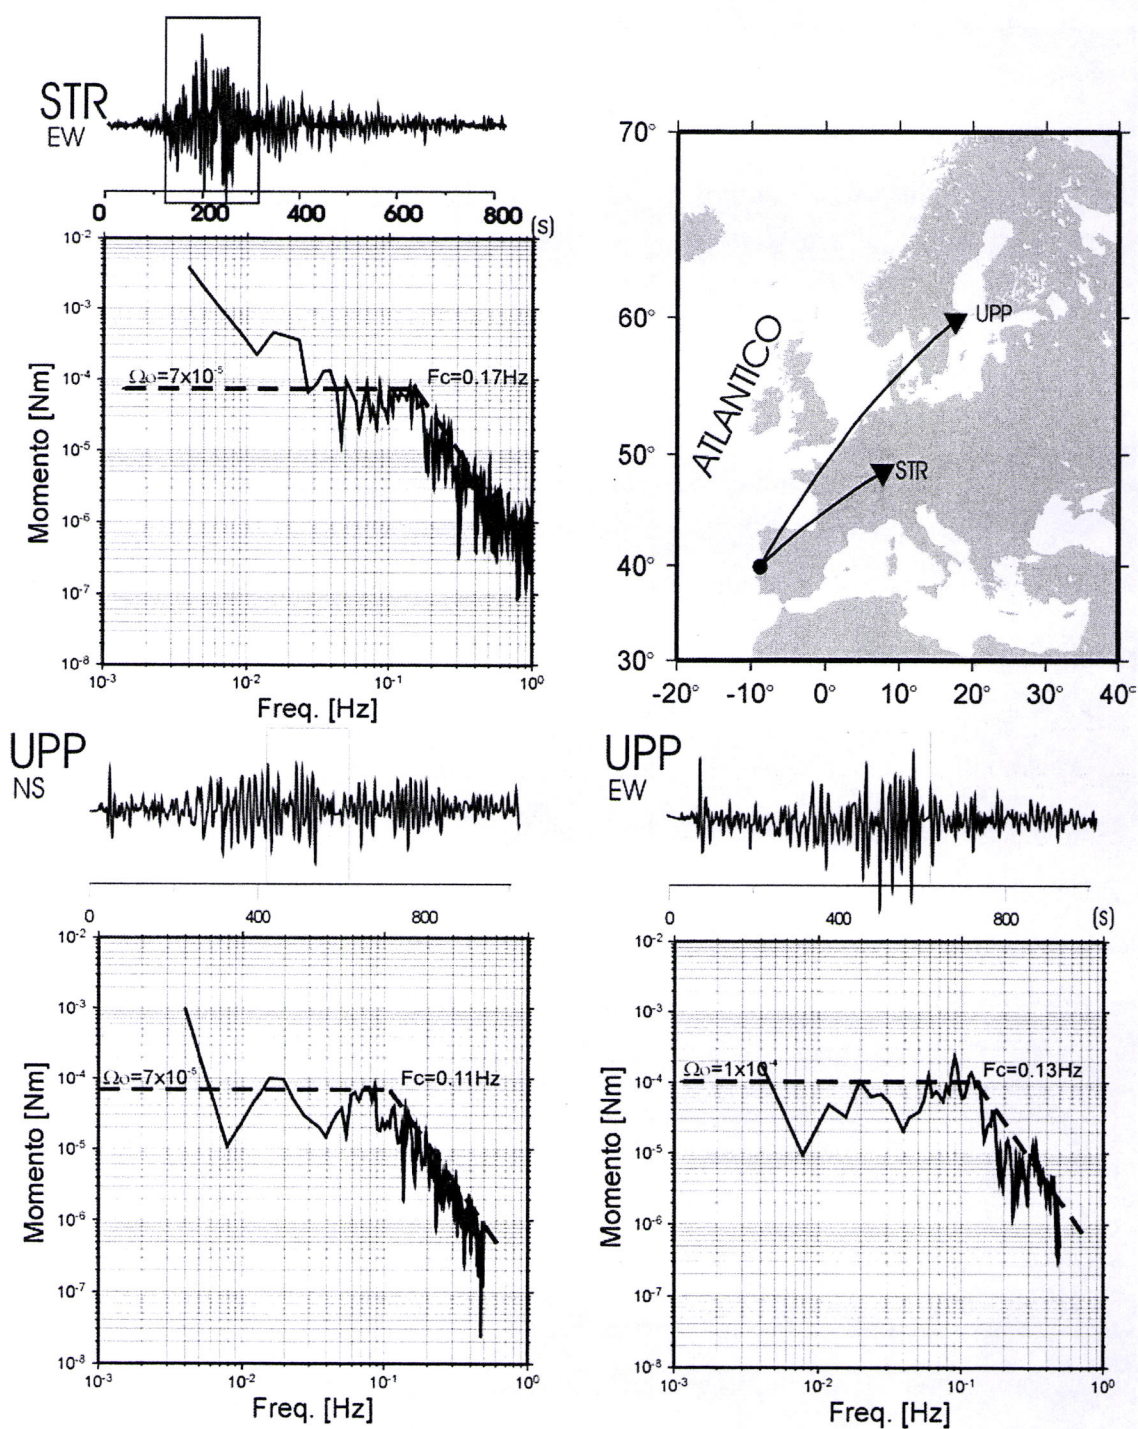 STR
EW
0 200 400 600 800 (s)
10⁻²
10⁻³
10⁻⁴
10⁻⁵
10⁻⁶
10⁻⁷
10⁻⁸
Momento [Nm]
Ωo=7x10⁻⁵
Fc=0.17Hz
10⁻³ 10⁻² 10⁻¹ 10⁰
Freq. [Hz]
70°
60°
50°
40°
30°
-20° -10° 0° 10° 20° 30° 40°
ATLANTICO
UPP
STR
UPP
NS
0 400 800
10⁻²
10⁻³
10⁻⁴
10⁻⁵
10⁻⁶
10⁻⁷
10⁻⁸
Momento [Nm]
Ωo=7x10⁻⁵
Fc=0.11Hz
10⁻³ 10⁻² 10⁻¹ 10⁰
Freq. [Hz]
UPP
EW
0 400 800 (s)
10⁻²
10⁻³
10⁻⁴
10⁻⁵
10⁻⁶
10⁻⁷
10⁻⁸
Momento [Nm]
Ωo=1x10⁻⁴
Fc=0.13Hz
10⁻³ 10⁻² 10⁻¹ 10⁰
Freq. [Hz]